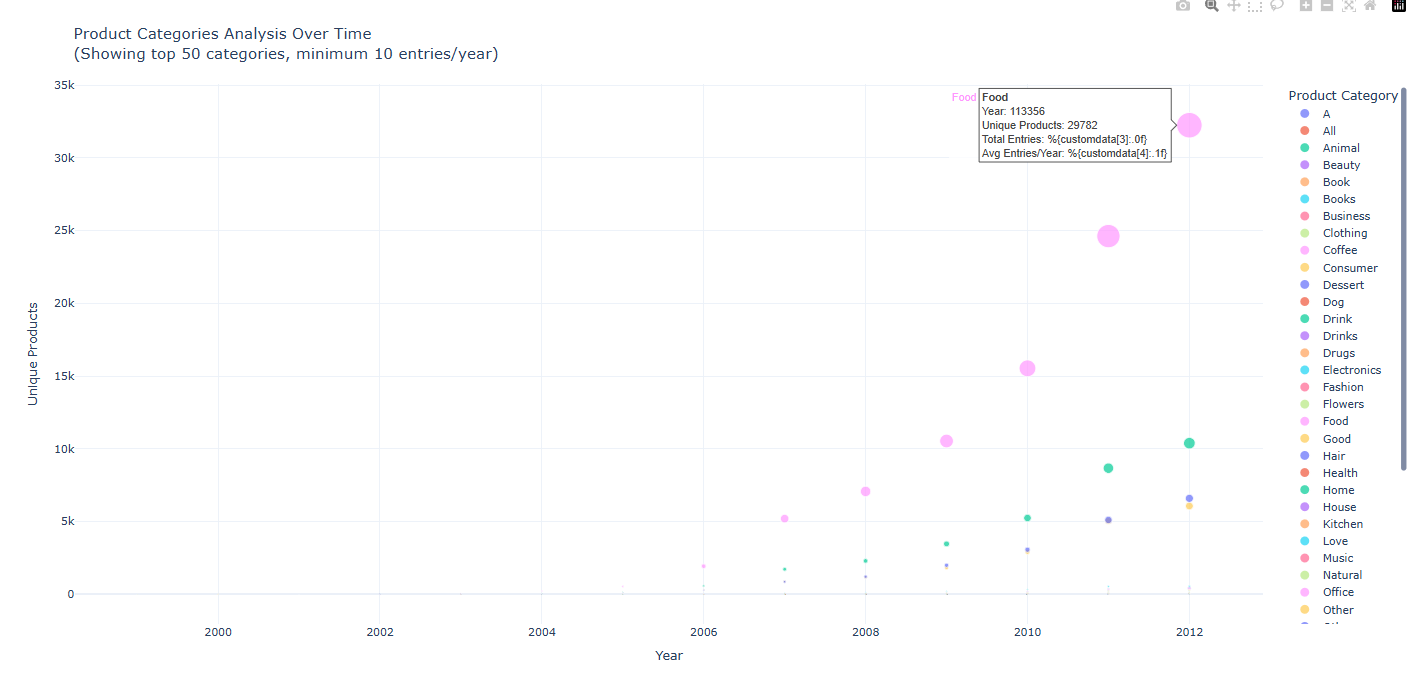 Product Categories Analysis Over Time
(Showing top 50 categories, minimum 10 entries/year)
35k
30k
25k
20k
15k
10k
5k
0
Unique Products
2000
2002
2004
2006
2008
2010
2012
Year
Food
Food
Year: 113356
Unique Products: 29782
Total Entries: %{customdata[3]:.0f}
Avg Entries/Year: %{customdata[4]:.1f}
Product Category
A
All
Animal
Beauty
Book
Books
Business
Clothing
Coffee
Consumer
Dessert
Dog
Drink
Drinks
Drugs
Electronics
Fashion
Flowers
Food
Good
Hair
Health
Home
House
Kitchen
Love
Music
Natural
Office
Other